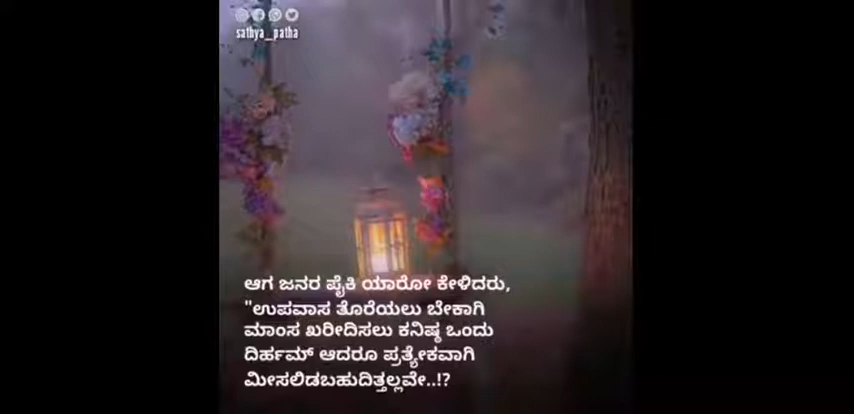 sathya_patha
ಆಗ ಜನರ ಪೈಕಿ ಯಾರೋ ಕೇಳಿದರು,
"ಉಪವಾಸ ತೊರೆಯಲು ಬೇಕಾಗಿ
ಮಾಂಸ ಖರೀದಿಸಲು ಕನಿಷ್ಠ ಒಂದು
ದಿರ್ಹಮ್ ಆದರೂ ಪ್ರತ್ಯೇಕವಾಗಿ
ಮೀಸಲಿಡಬಹುದಿತ್ತಲ್ಲವೇ..!?